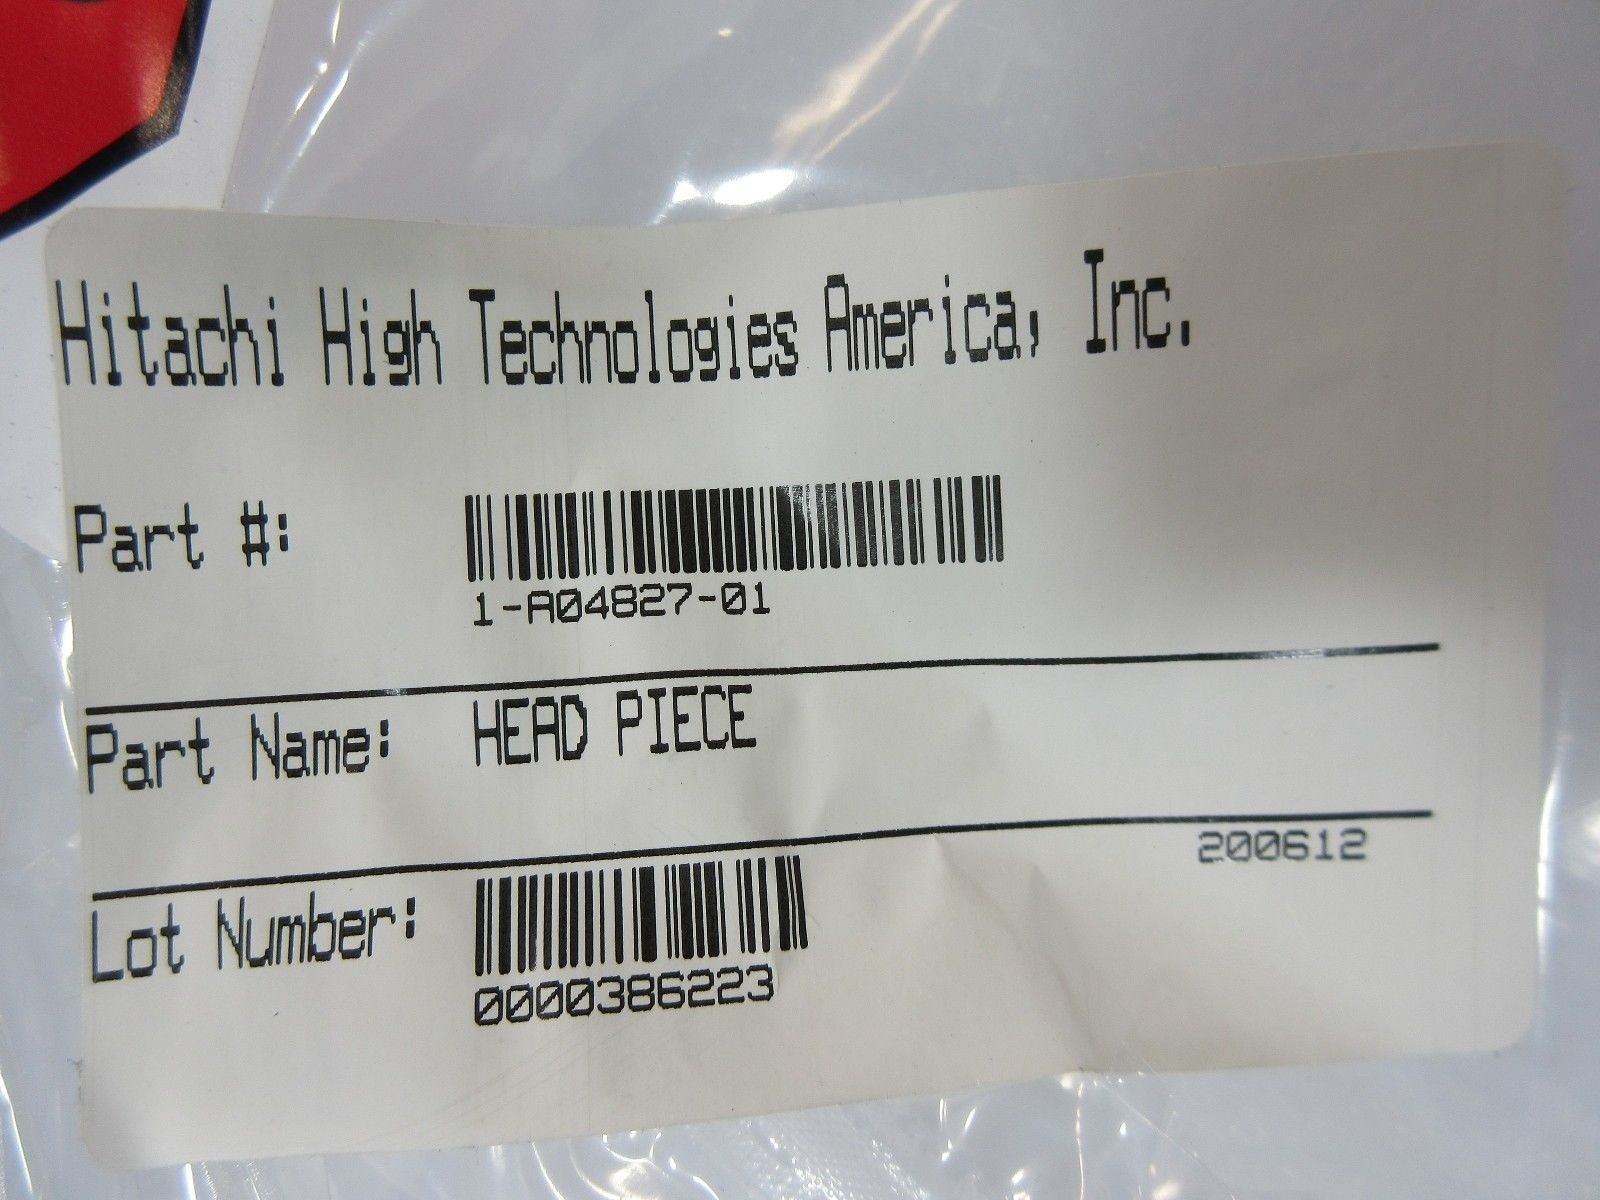 Hitachi High Technologies America, Inc.
Part #:
1-A04827-01
Part Name: HEAD PIECE
200612
Lot Number:
0000386223